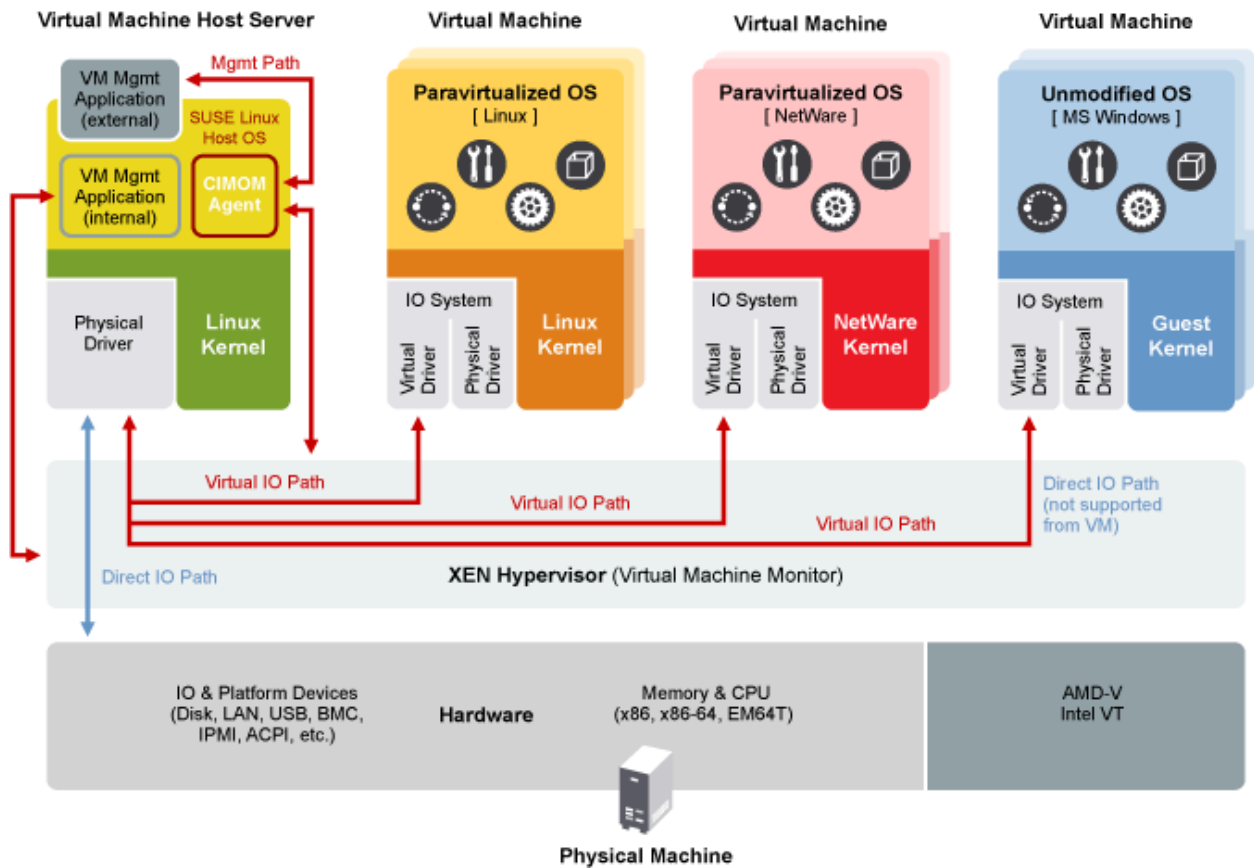 Virtual Machine Host Server
Virtual Machine
Virtual Machine
Virtual Machine
VM Mgmt
Application
(external)
Mgmt Path
SUSE Linux
Host OS
VM Mgmt
Application
(internal)
CIMOM
Agent
Physical
Driver
Linux
Kernel
Paravirtualized OS
[ Linux ]
IO System
Virtual
Driver
Physical
Driver
Linux
Kernel
Paravirtualized OS
[ NetWare ]
IO System
Virtual
Driver
Physical
Driver
NetWare
Kernel
Unmodified OS
[ MS Windows ]
IO System
Virtual
Driver
Physical
Driver
Guest
Kernel
Virtual IO Path
Virtual IO Path
Virtual IO Path
Direct IO Path
(not supported
from VM)
Direct IO Path
XEN Hypervisor (Virtual Machine Monitor)
IO & Platform Devices
(Disk, LAN, USB, BMC,
IPMI, ACPI, etc.)
Hardware
Memory & CPU
(x86, x86-64, EM64T)
AMD-V
Intel VT
Physical Machine